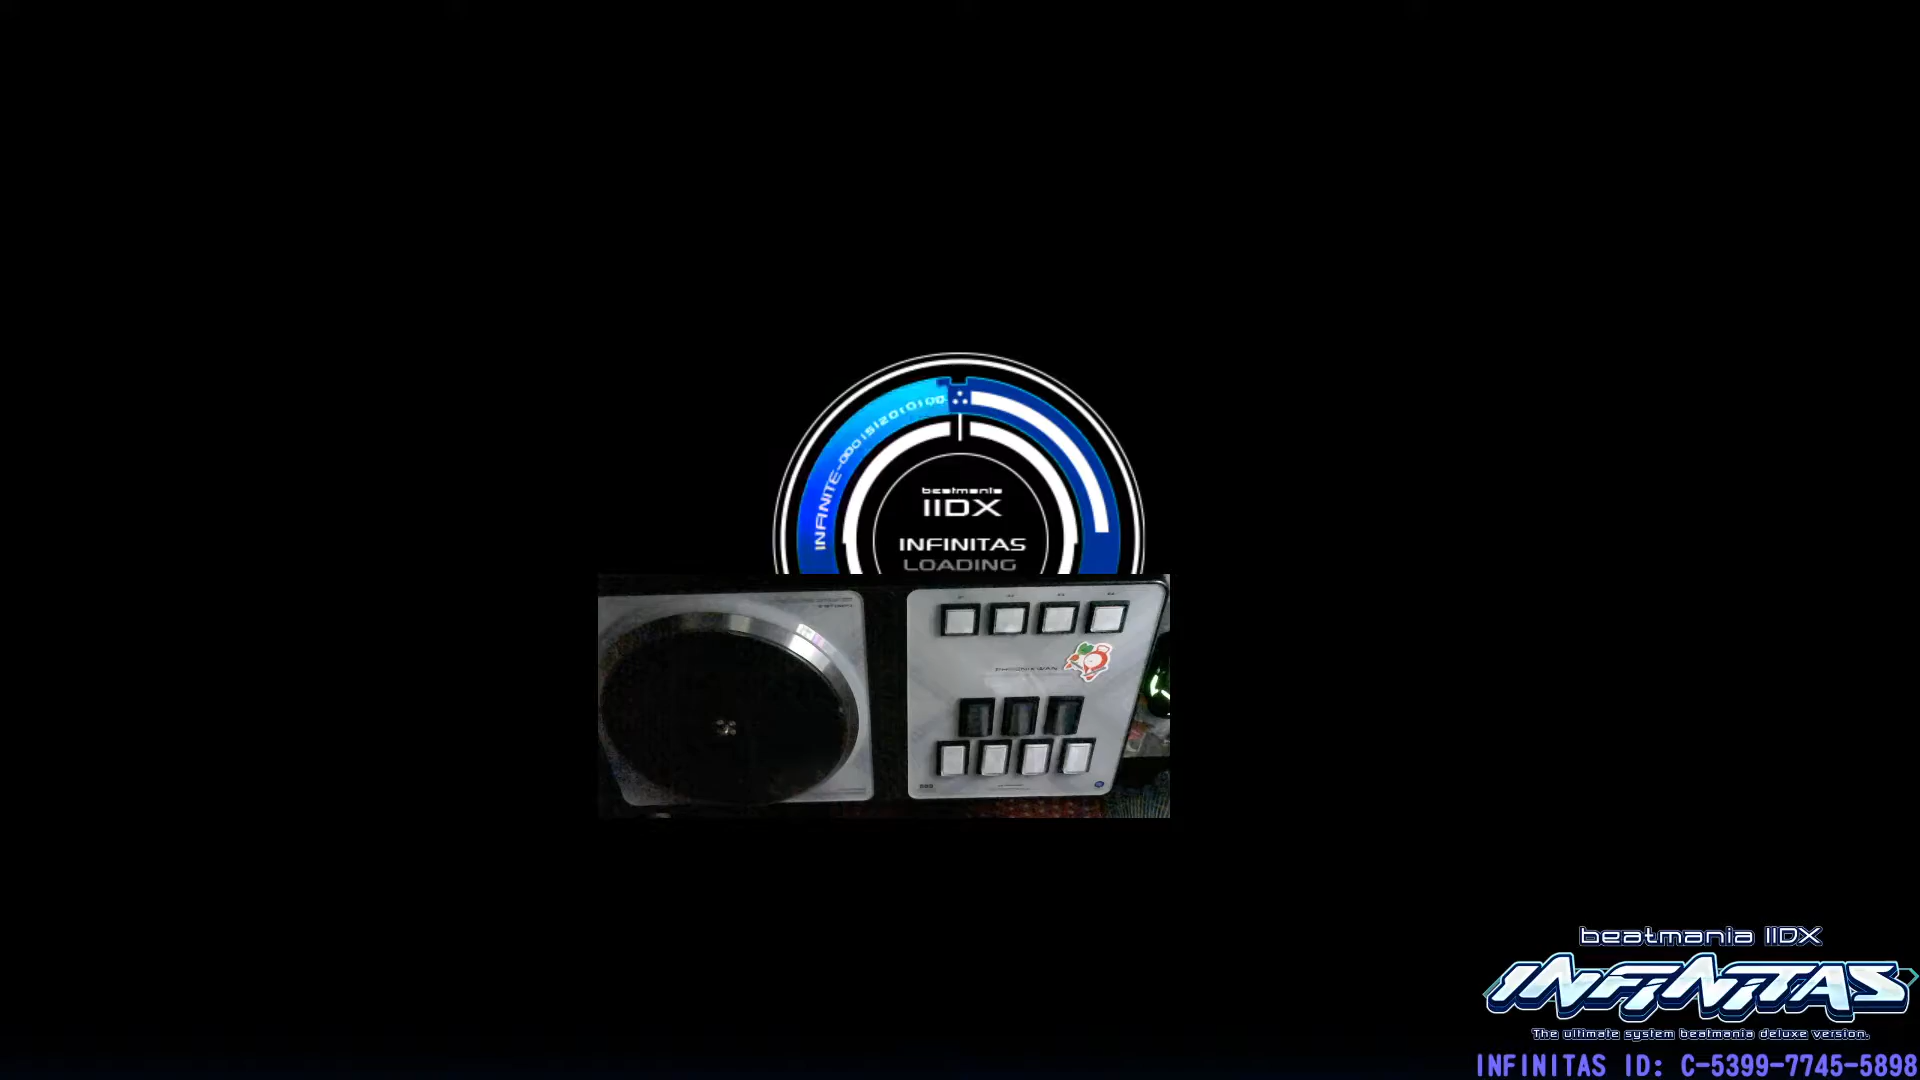 INFINITE-000151201010
beatmania
IIDX
INFINITAS
LOADING
beatmania IIDX
INFINITAS
The ultimate system beatmania deluxe version.
INFINITAS ID: C-5399-7745-5898